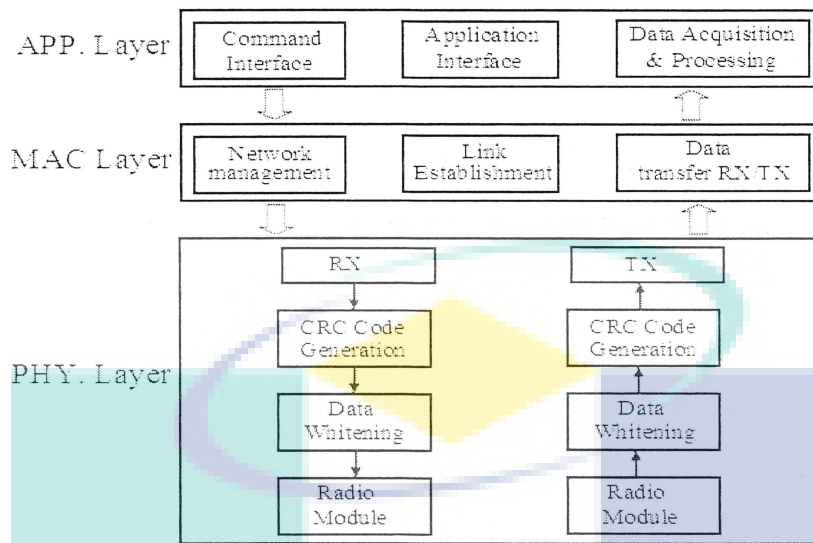 APP. Layer
Command
Interface
Application
Interface
Data Acquisition
& Processing
MAC Layer
Network
management
Link
Establishment
Data
transfer RX/TX
PHY. Layer
RX
CRC Code
Generation
Data
Whitening
Radio
Module
TX
CRC Code
Generation
Data
Whitening
Radio
Module